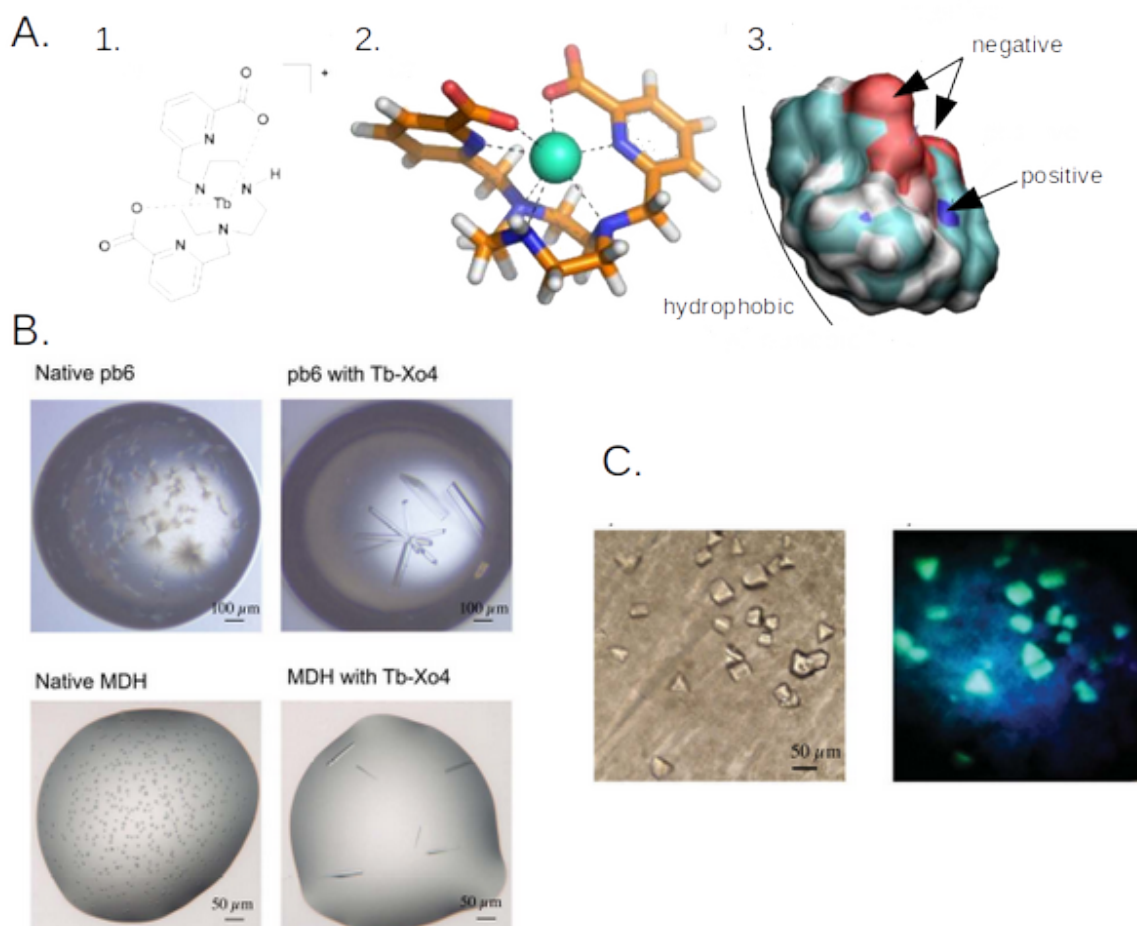 A.
1.
2.
3.
O
O
N
+
N
N
H
Tb
O
O
N
N
negative
positive
hydrophobic
B.
Native pb6
pb6 with Tb-Xo4
100 µm
100 µm
C.
50 µm
Native MDH
MDH with Tb-Xo4
50 µm
50 µm